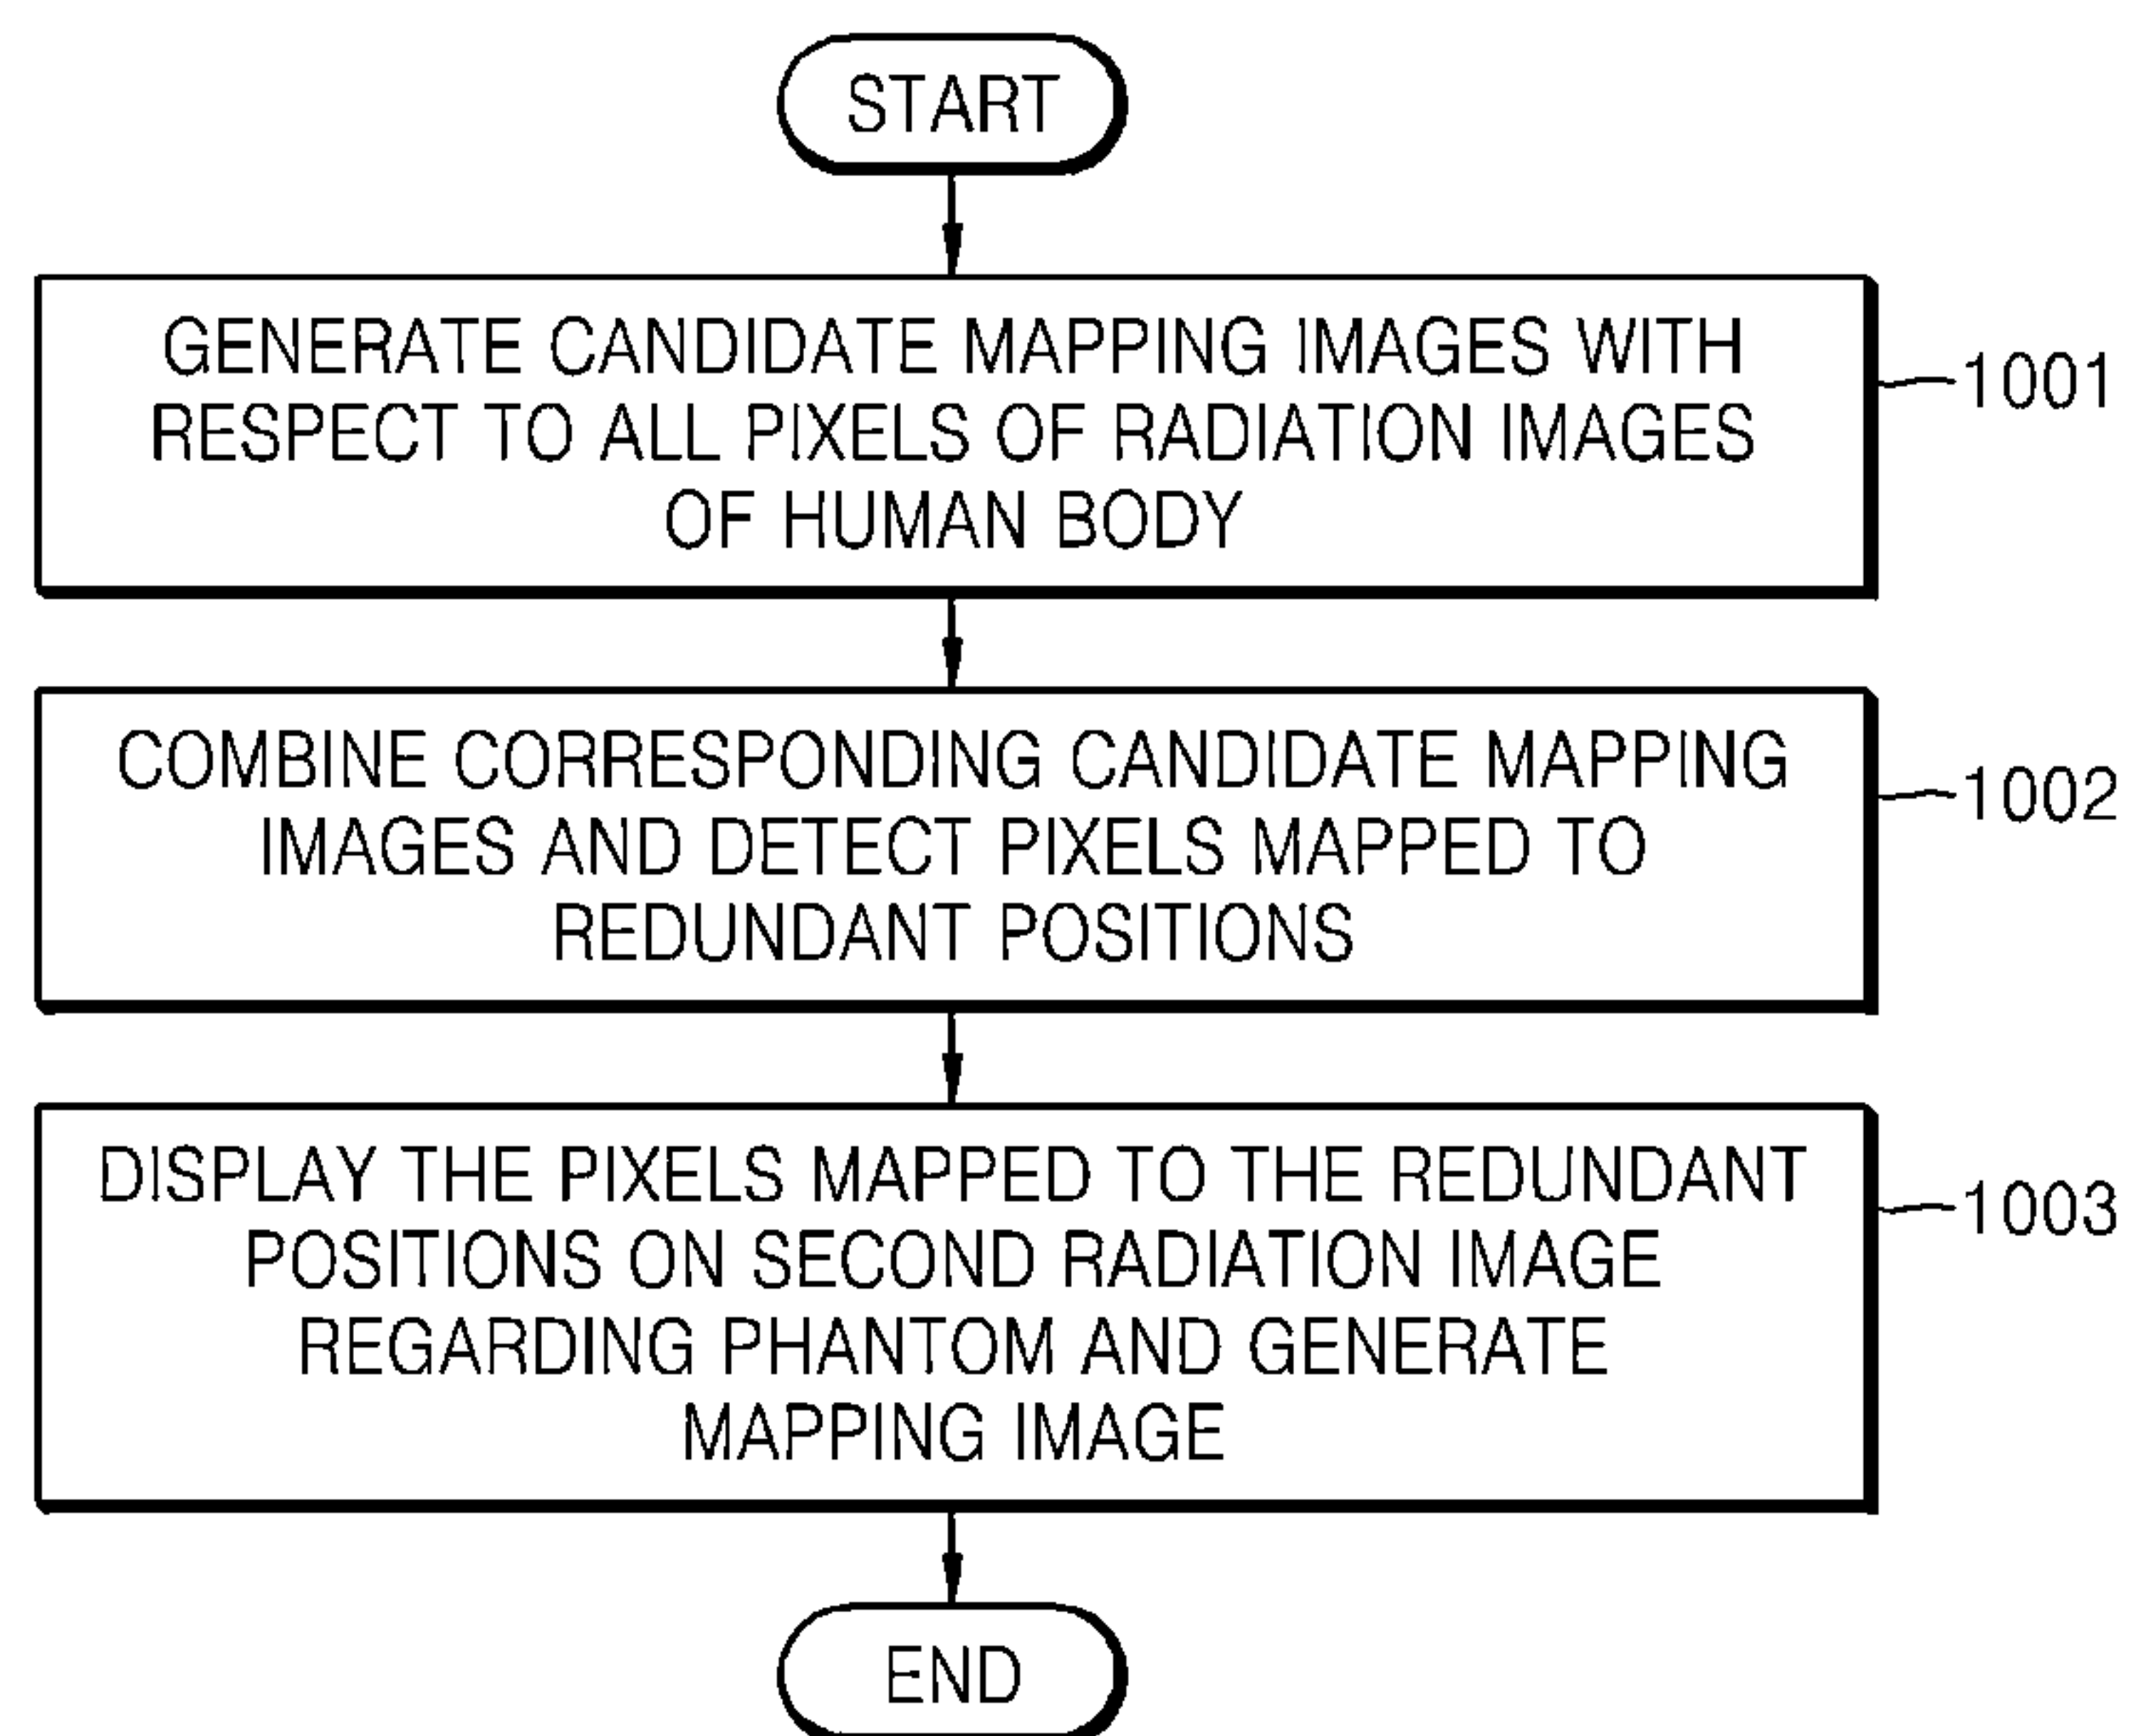 START
GENERATE CANDIDATE MAPPING IMAGES WITH
RESPECT TO ALL PIXELS OF RADIATION IMAGES
OF HUMAN BODY
1001
COMBINE CORRESPONDING CANDIDATE MAPPING
IMAGES AND DETECT PIXELS MAPPED TO
REDUNDANT POSITIONS
1002
DISPLAY THE PIXELS MAPPED TO THE REDUNDANT
POSITIONS ON SECOND RADIATION IMAGE
REGARDING PHANTOM AND GENERATE
MAPPING IMAGE
1003
END